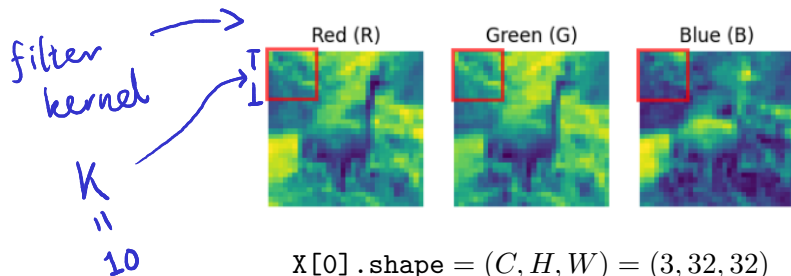 Red (R) Green (G) Blue (B)
filter
kernel
K
=
10
X[0].shape = (C, H, W) = (3, 32, 32)